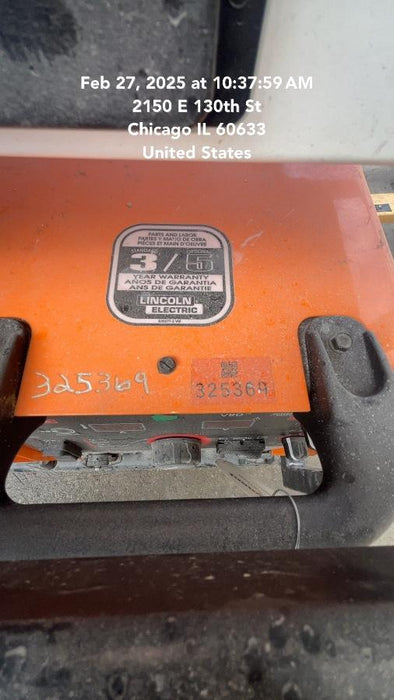 Feb 27, 2025 at 10:37:59 AM
2150 E 130th St
Chicago IL 60633
United States
PARTS AND LABOR
PARTES Y MATTO DE OBRA
PIÈCES ET MAIN D'OEUVRE
STANDARD
3 / 5
YEAR WARRANTY
AÑOS DE GARANTIA
ANS DE GARANTIE
LINCOLN
ELECTRIC
325369
325369